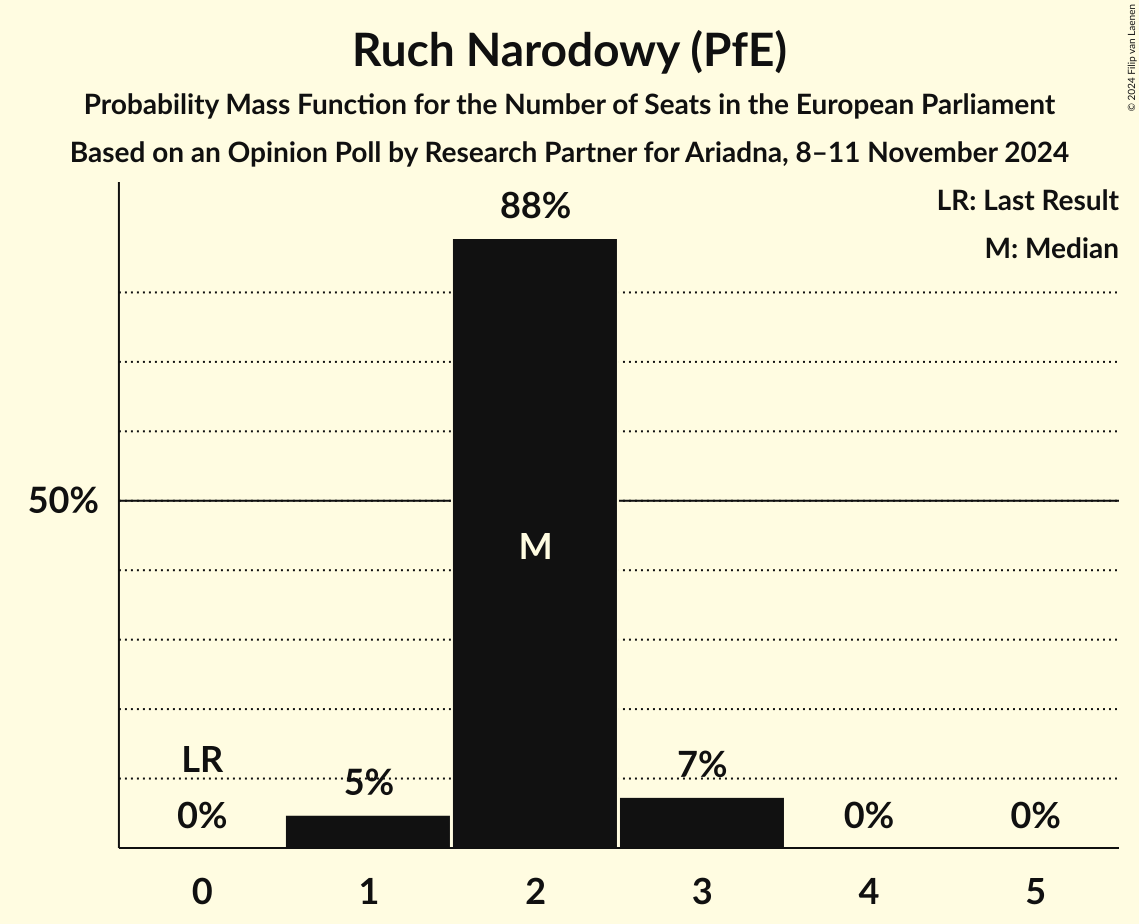 Ruch Narodowy (PfE)
Probability Mass Function for the Number of Seats in the European Parliament
Based on an Opinion Poll by Research Partner for Ariadna, 8–11 November 2024
© 2024 Filip van Laenen
LR: Last Result
M: Median
88%
50%
M
LR
0%
5%
7%
0%
0%
0 1 2 3 4 5